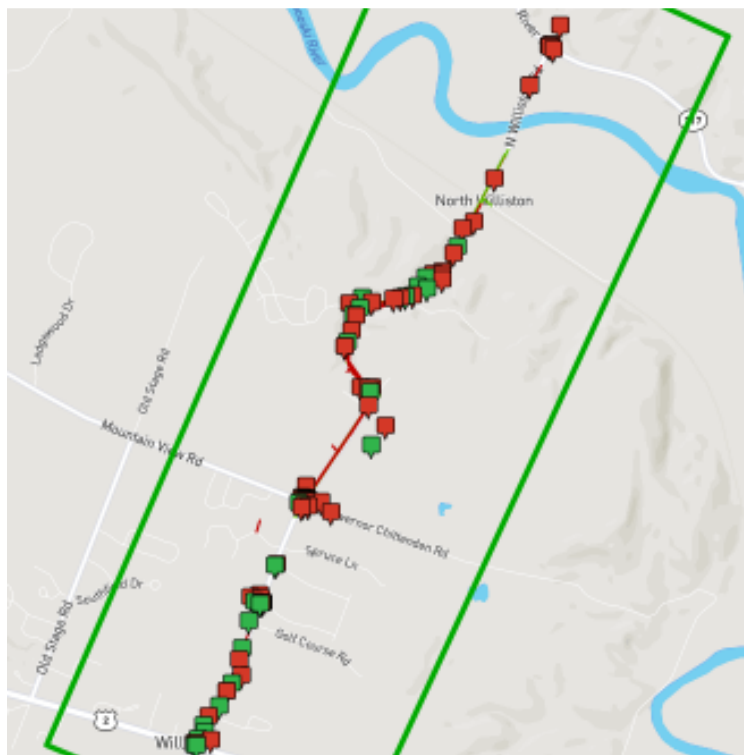 River
N Williston
North Williston
Ledgewood Dr
Old Stage Rd
Mountain View Rd
Governor Chittenden Rd
Spruce Ln
Southfield Dr
Golf Course Rd
Old Stage Rd
2